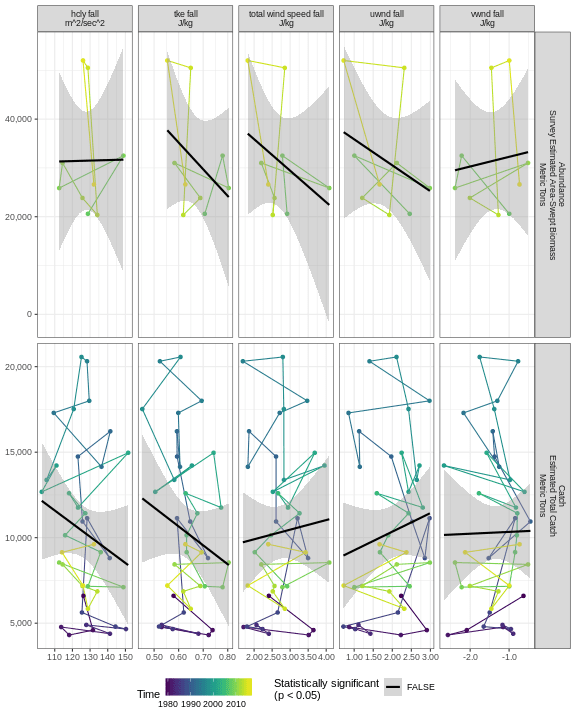 hdly fall
m^2/sec^2
tke fall
J/kg
total wind speed fall
J/kg
uwnd fall
J/kg
vwnd fall
J/kg
40,000
20,000
0
Abundance
Survey Estimated Area-Swept Biomass
Metric Tons
20,000
15,000
10,000
5,000
Catch
Estimated Total Catch
Metric Tons
110 120 130 140 150
0.50 0.60 0.70 0.80
2.00 2.50 3.00 3.50 4.00
1.00 1.50 2.00 2.50 3.00
-2.0 -1.0
Time
1980 1990 2000 2010
Statistically significant
(p < 0.05)
FALSE